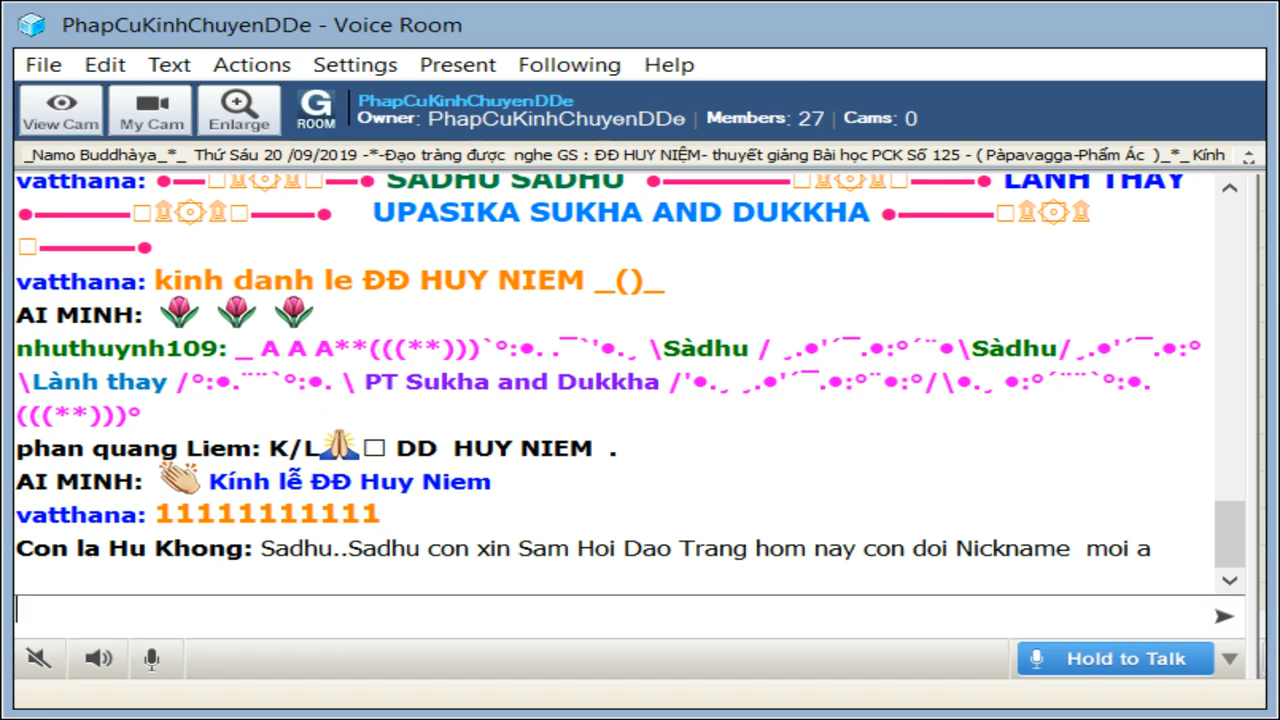 PhapCuKinhChuyenDDe - Voice Room
File Edit Text Actions Settings Present Following Help
View Cam My Cam Enlarge G ROOM
PhapCuKinhChuyenDDe
Owner: PhapCuKinhChuyenDDe | Members: 27 | Cams: 0
_Namo Buddhàya_*_ Thứ Sáu 20 /09/2019 -*-Đạo tràng được nghe GS : ĐĐ HUY NIỆM- thuyết giảng Bài học PCK Số 125 - ( Pàpavagga-Phẩm Ác )_*_ Kính
vatthana: ●—□۩۞۩□—● SADHU SADHU ●————□۩۞۩□———● LANH THAY
●———□۩۞۩□——● UPASIKA SUKHA AND DUKKHA ●———□۩۞۩
□———●
vatthana: kinh danh le ĐĐ HUY NIEM _()_
AI MINH: 🌷 🌷 🌷
nhuthuynh109: _ A A A**(((**)))`°:●. .¯`'●.¸ \Sàdhu / ¸.●'´¯.●:°´¨●\Sàdhu/¸.●'´¯.●:°
\Lành thay /°:●.¨¨`°:●. \ PT Sukha and Dukkha /'●.¸ ¸.●'´¯.●:°¨●:°/\●.¸ ●:°´¨¨`°:●.
(((**)))°
phan quang Liem: K/L🙏□ DD HUY NIEM .
AI MINH: 👏 Kính lễ ĐĐ Huy Niem
vatthana: 11111111111
Con la Hu Khong: Sadhu..Sadhu con xin Sam Hoi Dao Trang hom nay con doi Nickname moi a
Hold to Talk